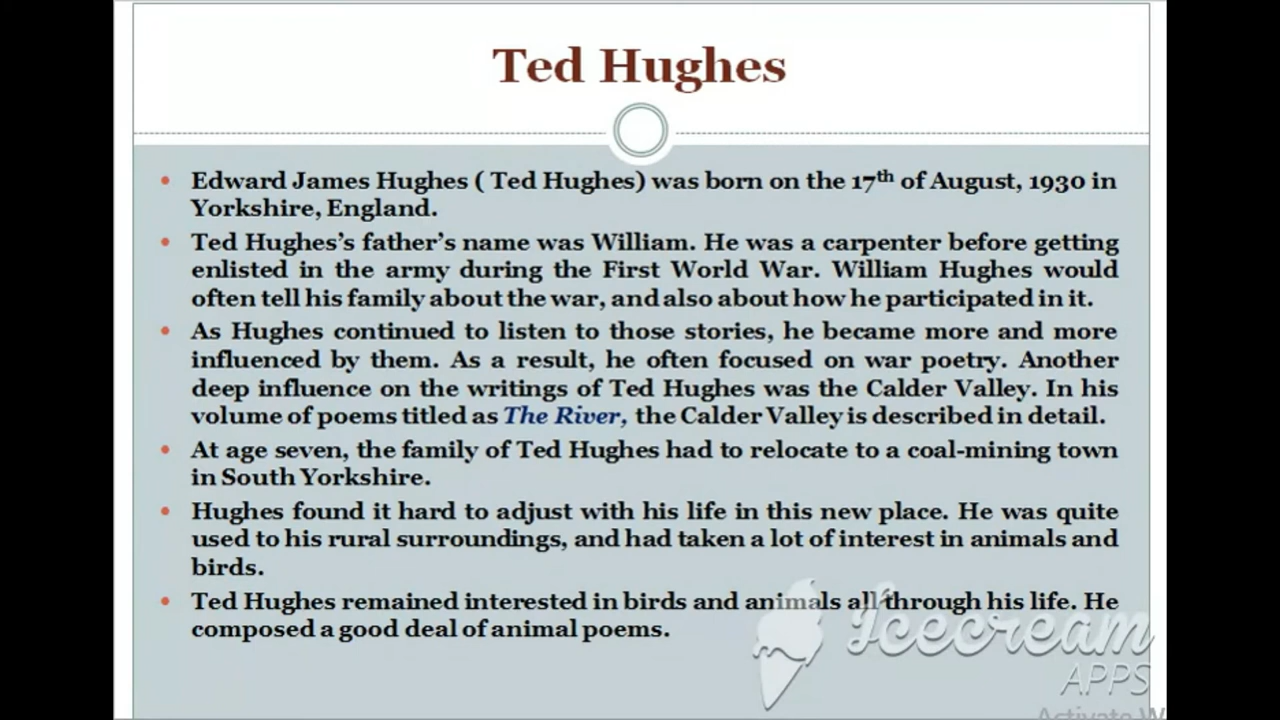 Ted Hughes
Edward James Hughes ( Ted Hughes) was born on the 17th of August, 1930 in
Yorkshire, England.
Ted Hughes’s father’s name was William. He was a carpenter before getting
enlisted in the army during the First World War. William Hughes would
often tell his family about the war, and also about how he participated in it.
As Hughes continued to listen to those stories, he became more and more
influenced by them. As a result, he often focused on war poetry. Another
deep influence on the writings of Ted Hughes was the Calder Valley. In his
volume of poems titled as The River, the Calder Valley is described in detail.
At age seven, the family of Ted Hughes had to relocate to a coal-mining town
in South Yorkshire.
Hughes found it hard to adjust with his life in this new place. He was quite
used to his rural surroundings, and had taken a lot of interest in animals and
birds.
Ted Hughes remained interested in birds and animals all through his life. He
composed a good deal of animal poems.
Icecream
APPS
Activate W